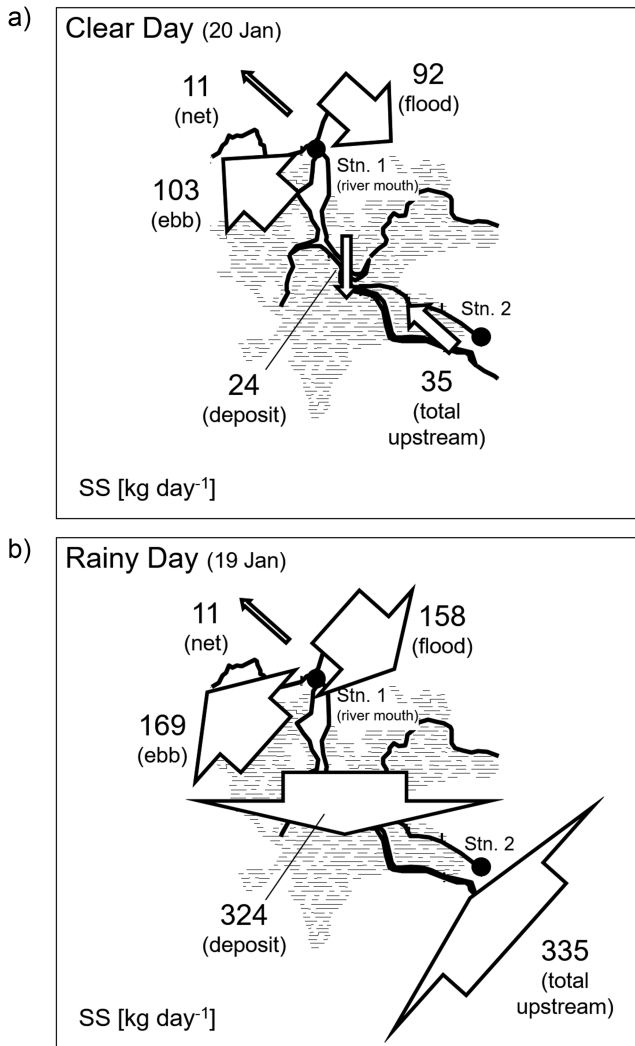 a)
Clear Day (20 Jan)
11
(net)
92
(flood)
Stn. 1
(river mouth)
103
(ebb)
Stn. 2
24
(deposit)
35
(total
upstream)
SS [kg day-1]
b)
Rainy Day (19 Jan)
11
(net)
158
(flood)
Stn. 1
(river mouth)
169
(ebb)
Stn. 2
324
(deposit)
335
(total
upstream)
SS [kg day-1]